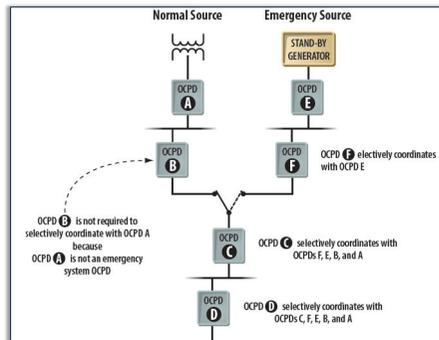 Normal Source
Emergency Source
STAND-BY
GENERATOR
OCPD
A
OCPD
E
OCPD
B
OCPD
F
OCPD F electively coordinates
with OCPD E
OCPD B is not required to
selectively coordinate with OCPD A
because
OCPD A is not an emergency
system OCPD
OCPD
C
OCPD C selectively coordinates with
OCPDs F, E, B, and A
OCPD
D
OCPD D selectively coordinates with
OCPDs C, F, E, B, and A